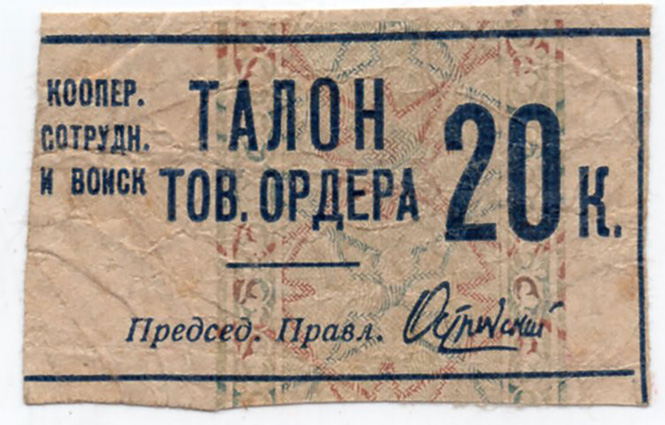 КООПЕР.
СОТРУДН.
И ВОИСК
ТАЛОН
ТОВ. ОРДЕРА
20 К.
Председ. Правл.